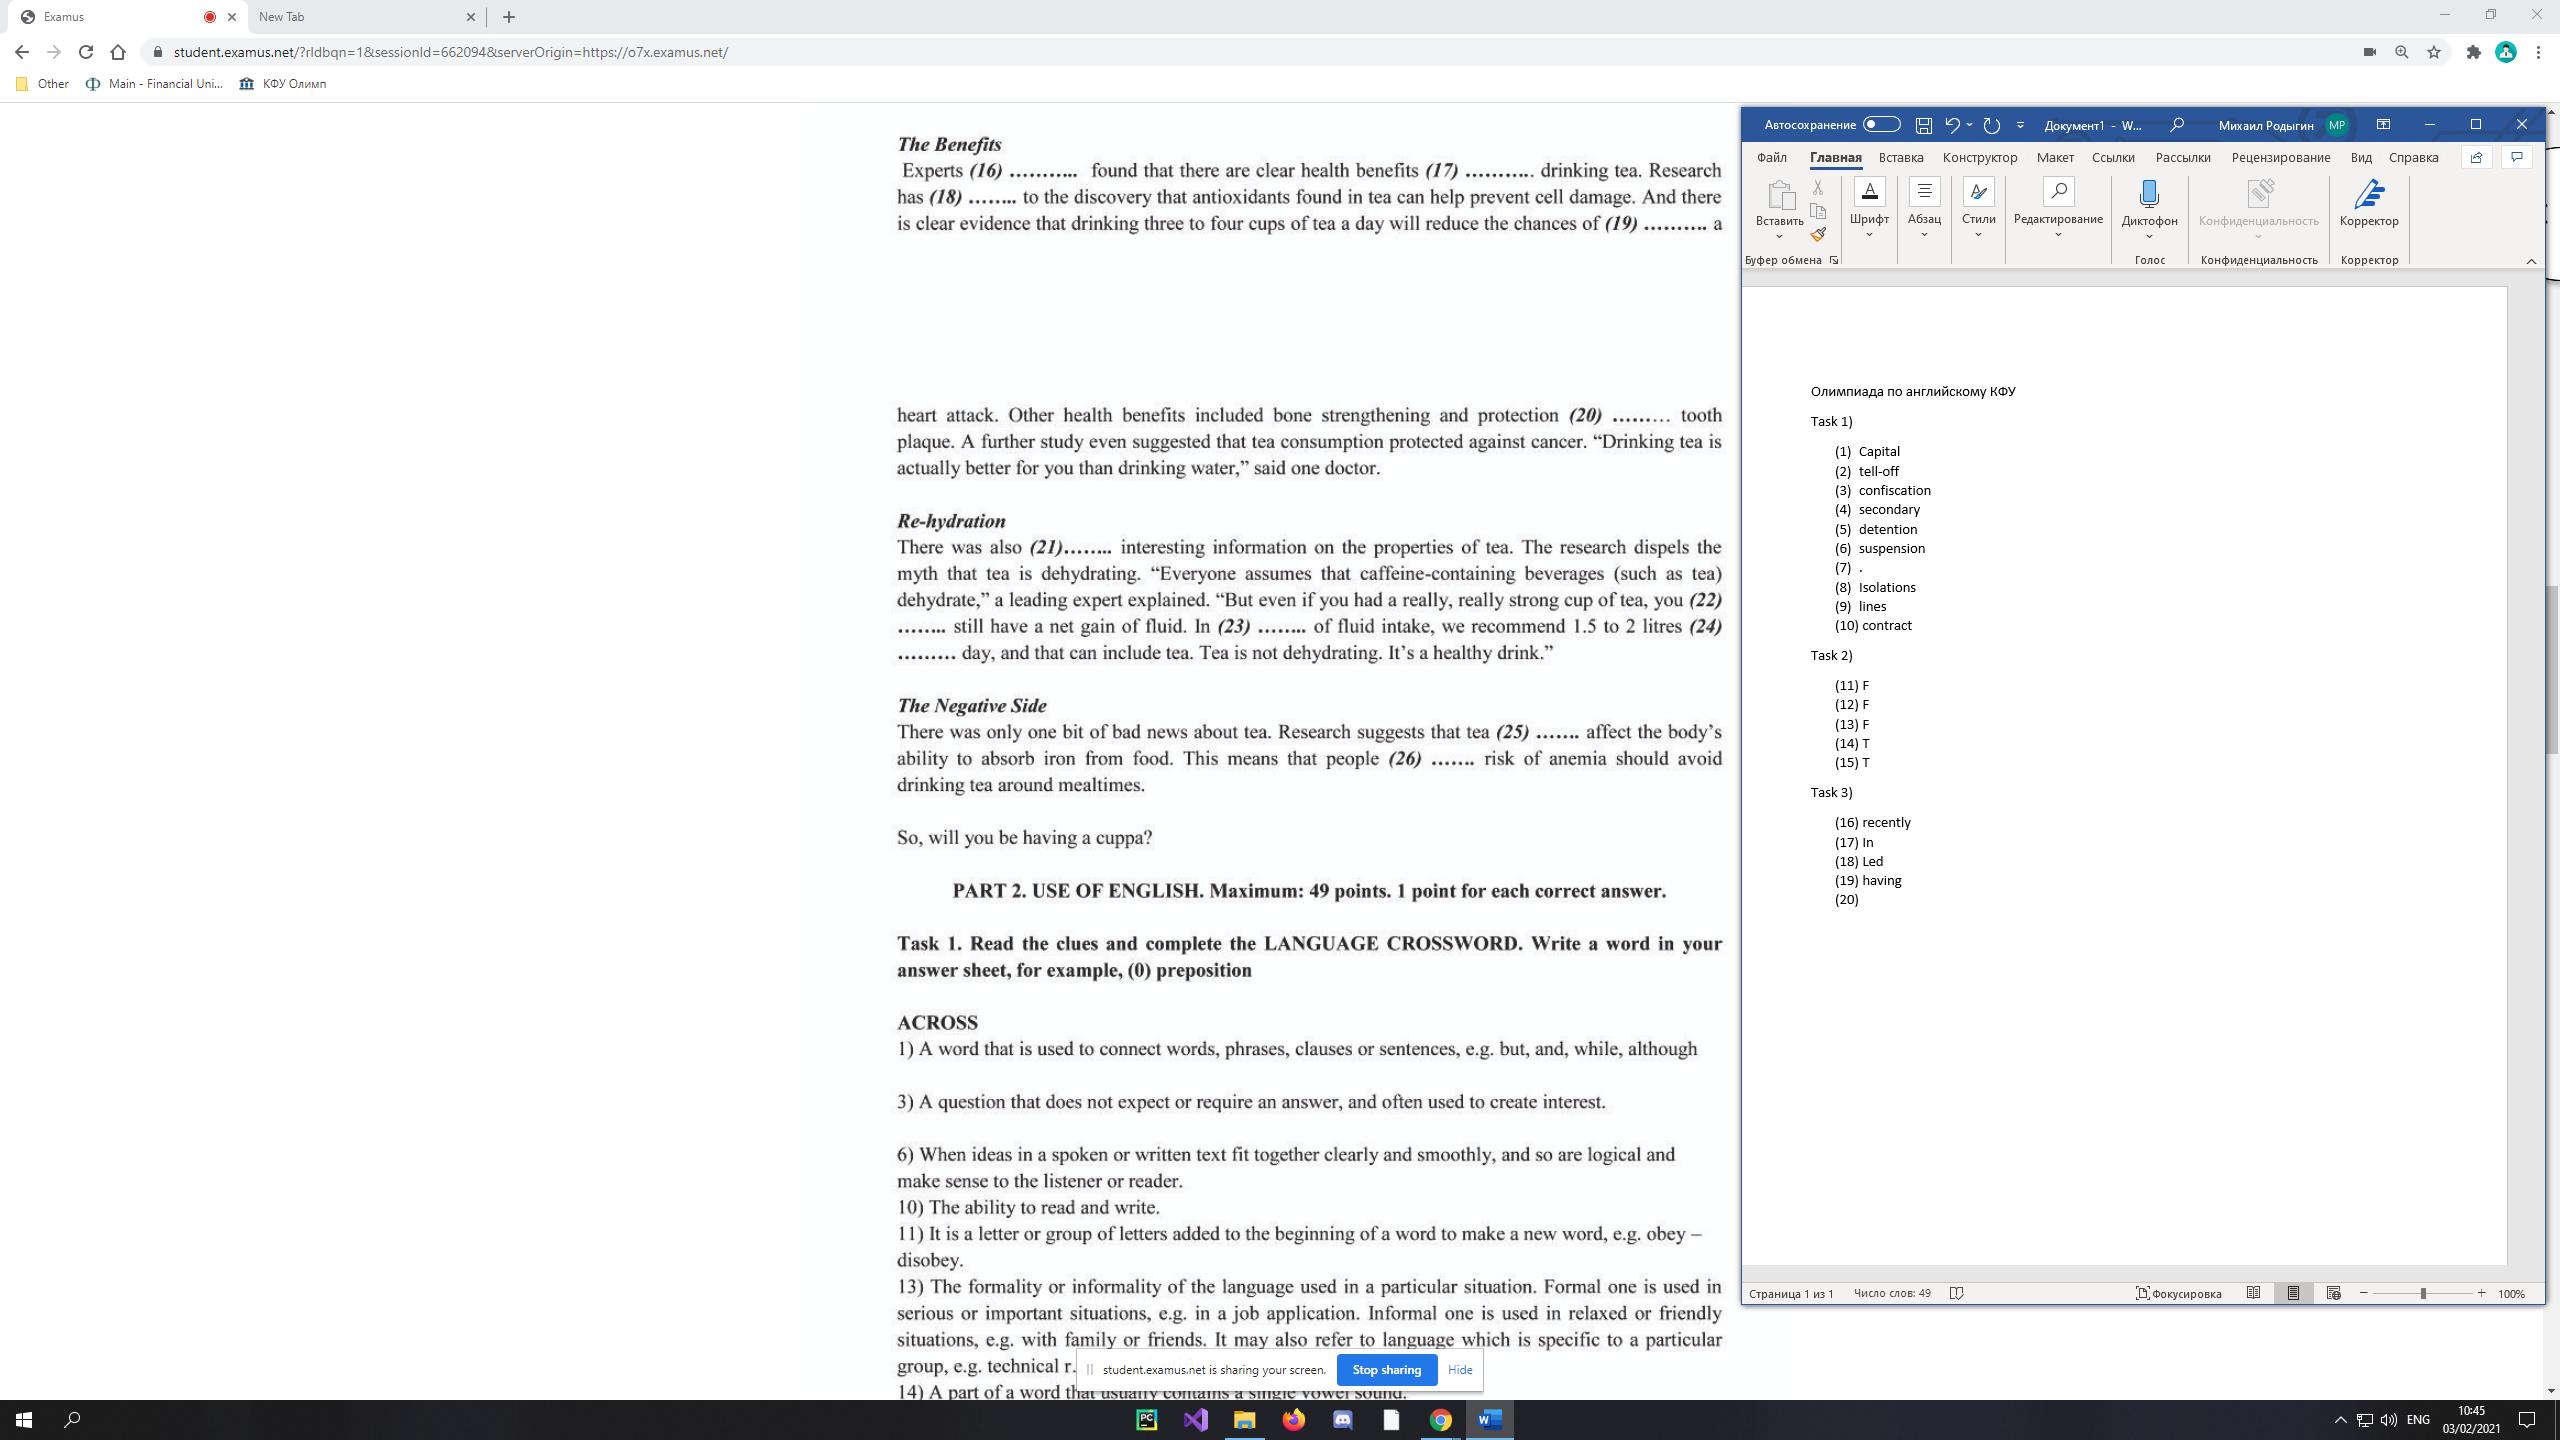 Examus
New Tab
student.examus.net/?rldbqn=1&sessionId=662094&serverOrigin=https://o7x.examus.net/
Other
Main - Financial Uni...
КФУ Олимп
The Benefits
Experts (16) ……….. found that there are clear health benefits (17) ……….. drinking tea. Research
has (18) …….. to the discovery that antioxidants found in tea can help prevent cell damage. And there
is clear evidence that drinking three to four cups of tea a day will reduce the chances of (19) ………. a
heart attack. Other health benefits included bone strengthening and protection (20) ……… tooth
plaque. A further study even suggested that tea consumption protected against cancer. “Drinking tea is
actually better for you than drinking water,” said one doctor.
Re-hydration
There was also (21)…….. interesting information on the properties of tea. The research dispels the
myth that tea is dehydrating. “Everyone assumes that caffeine-containing beverages (such as tea)
dehydrate,” a leading expert explained. “But even if you had a really, really strong cup of tea, you (22)
…….. still have a net gain of fluid. In (23) …….. of fluid intake, we recommend 1.5 to 2 litres (24)
……… day, and that can include tea. Tea is not dehydrating. It’s a healthy drink.”
The Negative Side
There was only one bit of bad news about tea. Research suggests that tea (25) ……. affect the body’s
ability to absorb iron from food. This means that people (26) ……. risk of anemia should avoid
drinking tea around mealtimes.
So, will you be having a cuppa?
PART 2. USE OF ENGLISH. Maximum: 49 points. 1 point for each correct answer.
Task 1. Read the clues and complete the LANGUAGE CROSSWORD. Write a word in your
answer sheet, for example, (0) preposition
ACROSS
1) A word that is used to connect words, phrases, clauses or sentences, e.g. but, and, while, although
3) A question that does not expect or require an answer, and often used to create interest.
6) When ideas in a spoken or written text fit together clearly and smoothly, and so are logical and
make sense to the listener or reader.
10) The ability to read and write.
11) It is a letter or group of letters added to the beginning of a word to make a new word, e.g. obey –
disobey.
13) The formality or informality of the language used in a particular situation. Formal one is used in
serious or important situations, e.g. in a job application. Informal one is used in relaxed or friendly
situations, e.g. with family or friends. It may also refer to language which is specific to a particular
group, e.g. technical r.
14) A part of a word that usually contains a single vowel sound.
student.examus.net is sharing your screen.
Stop sharing
Hide
Автосохранение
Документ1 - W...
Михаил Родыгин
МР
Файл
Главная
Вставка
Конструктор
Макет
Ссылки
Рассылки
Рецензирование
Вид
Справка
Вставить
Шрифт
Абзац
Стили
Редактирование
Диктофон
Конфиденциальность
Корректор
Буфер обмена
Голос
Конфиденциальность
Корректор
Олимпиада по английскому КФУ
Task 1)
(1) Capital
(2) tell-off
(3) confiscation
(4) secondary
(5) detention
(6) suspension
(7) .
(8) Isolations
(9) lines
(10) contract
Task 2)
(11) F
(12) F
(13) F
(14) T
(15) T
Task 3)
(16) recently
(17) In
(18) Led
(19) having
(20)
Страница 1 из 1
Число слов: 49
Фокусировка
100%
PC
ENG
10:45
03/02/2021